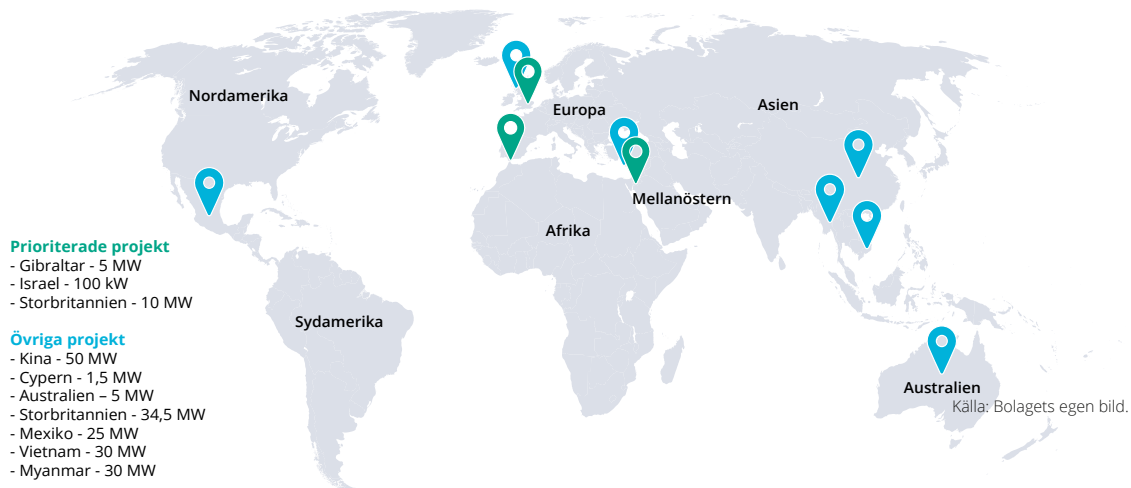 Nordamerika
Europa
Asien
Mellanöstern
Afrika
Prioriterade projekt
- Gibraltar - 5 MW
- Israel - 100 kW
- Storbritannien - 10 MW
Sydamerika
Övriga projekt
- Kina - 50 MW
- Cypern - 1,5 MW
- Australien – 5 MW
- Storbritannien - 34,5 MW
- Mexiko - 25 MW
- Vietnam - 30 MW
- Myanmar - 30 MW
Australien
Källa: Bolagets egen bild.